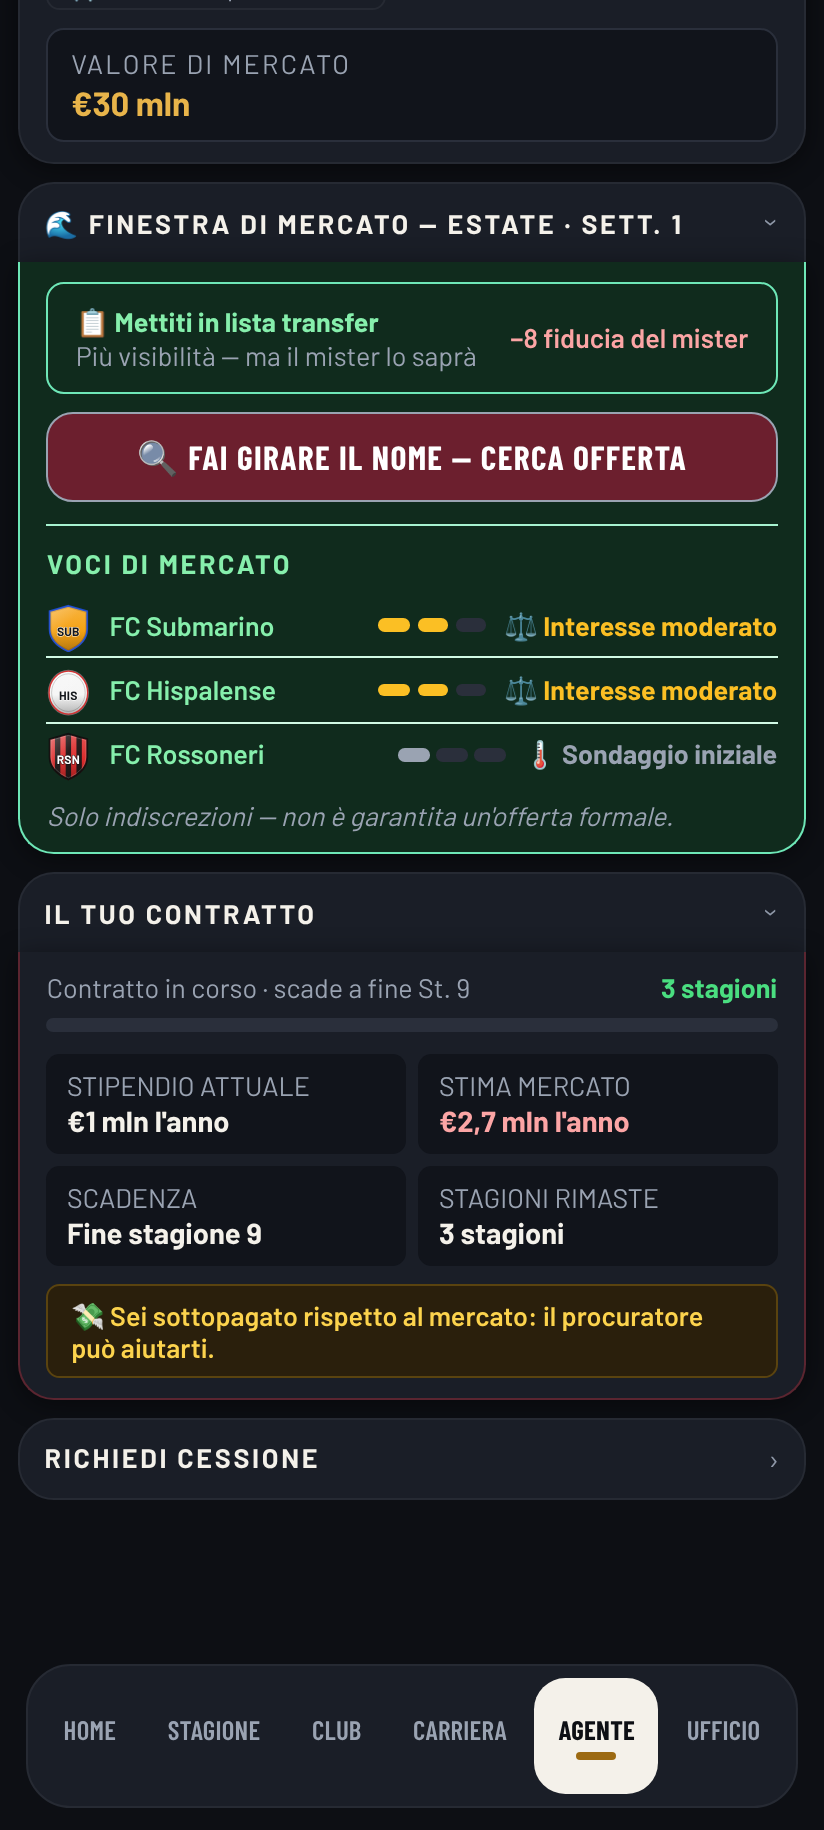 VALORE DI MERCATO
€30 mln
🌊 FINESTRA DI MERCATO — ESTATE · SETT. 1
📋 Mettiti in lista transfer
Più visibilità — ma il mister lo saprà
−8 fiducia del mister
🔍 FAI GIRARE IL NOME — CERCA OFFERTA
VOCI DI MERCATO
SUB FC Submarino ⚖️ Interesse moderato
HIS FC Hispalense ⚖️ Interesse moderato
RSN FC Rossoneri 🌡️ Sondaggio iniziale
Solo indiscrezioni — non è garantita un'offerta formale.
IL TUO CONTRATTO
Contratto in corso · scade a fine St. 9 3 stagioni
STIPENDIO ATTUALE
€1 mln l'anno
STIMA MERCATO
€2,7 mln l'anno
SCADENZA
Fine stagione 9
STAGIONI RIMASTE
3 stagioni
💸 Sei sottopagato rispetto al mercato: il procuratore
può aiutarti.
RICHIEDI CESSIONE
HOME STAGIONE CLUB CARRIERA AGENTE UFFICIO